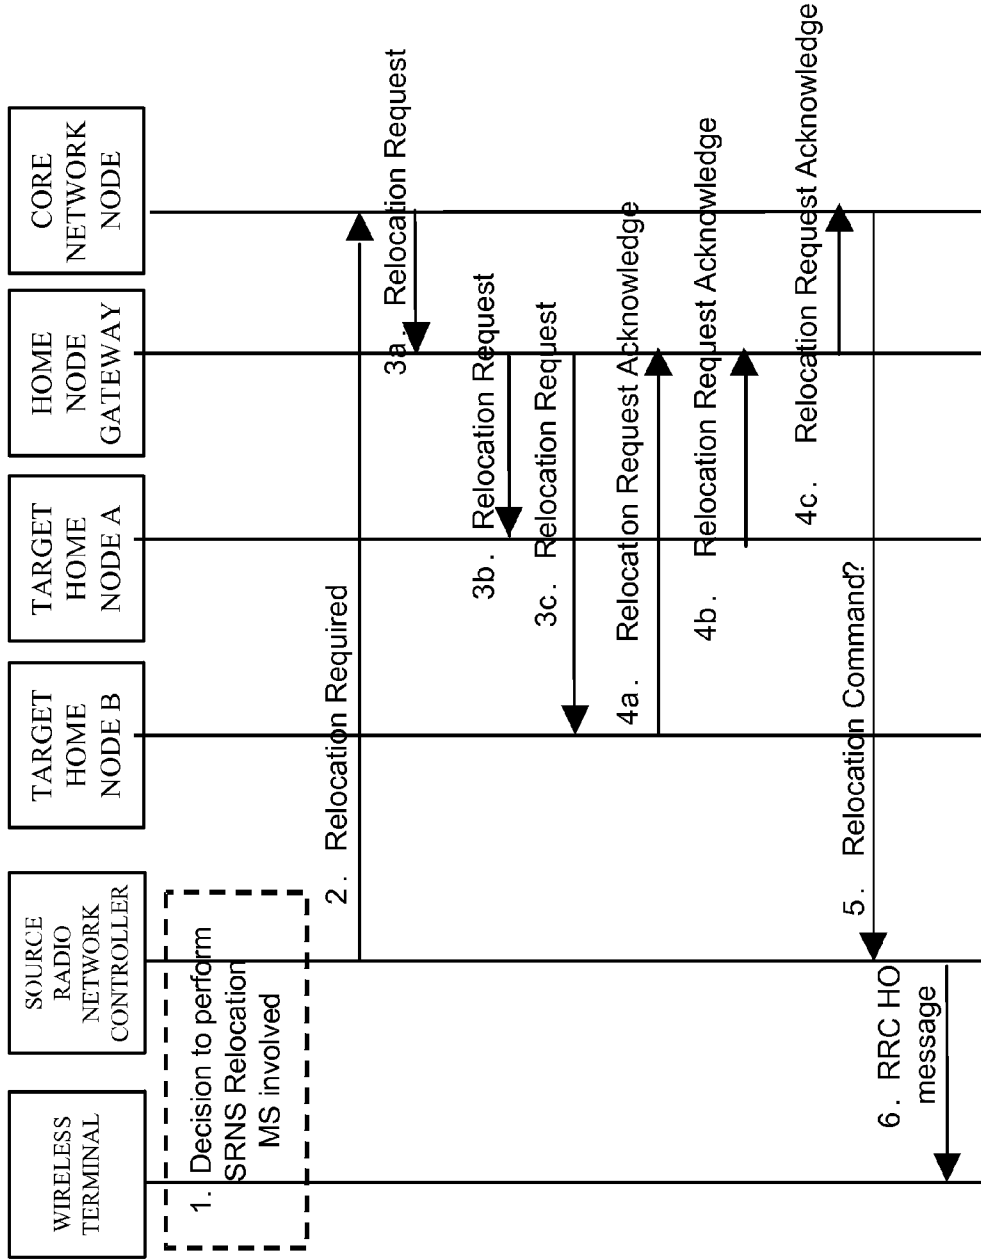 WIRELESS
TERMINAL
SOURCE
RADIO
NETWORK
CONTROLLER
TARGET
HOME
NODE B
TARGET
HOME
NODE A
HOME
NODE
GATEWAY
CORE
NETWORK
NODE
1. Decision to perform
SRNS Relocation
MS involved
2. Relocation Required
3a. Relocation Request
3b. Relocation Request
3c. Relocation Request
4a. Relocation Request Acknowledge
4b. Relocation Request Acknowledge
4c. Relocation Request Acknowledge
5. Relocation Command?
6. RRC HO
message